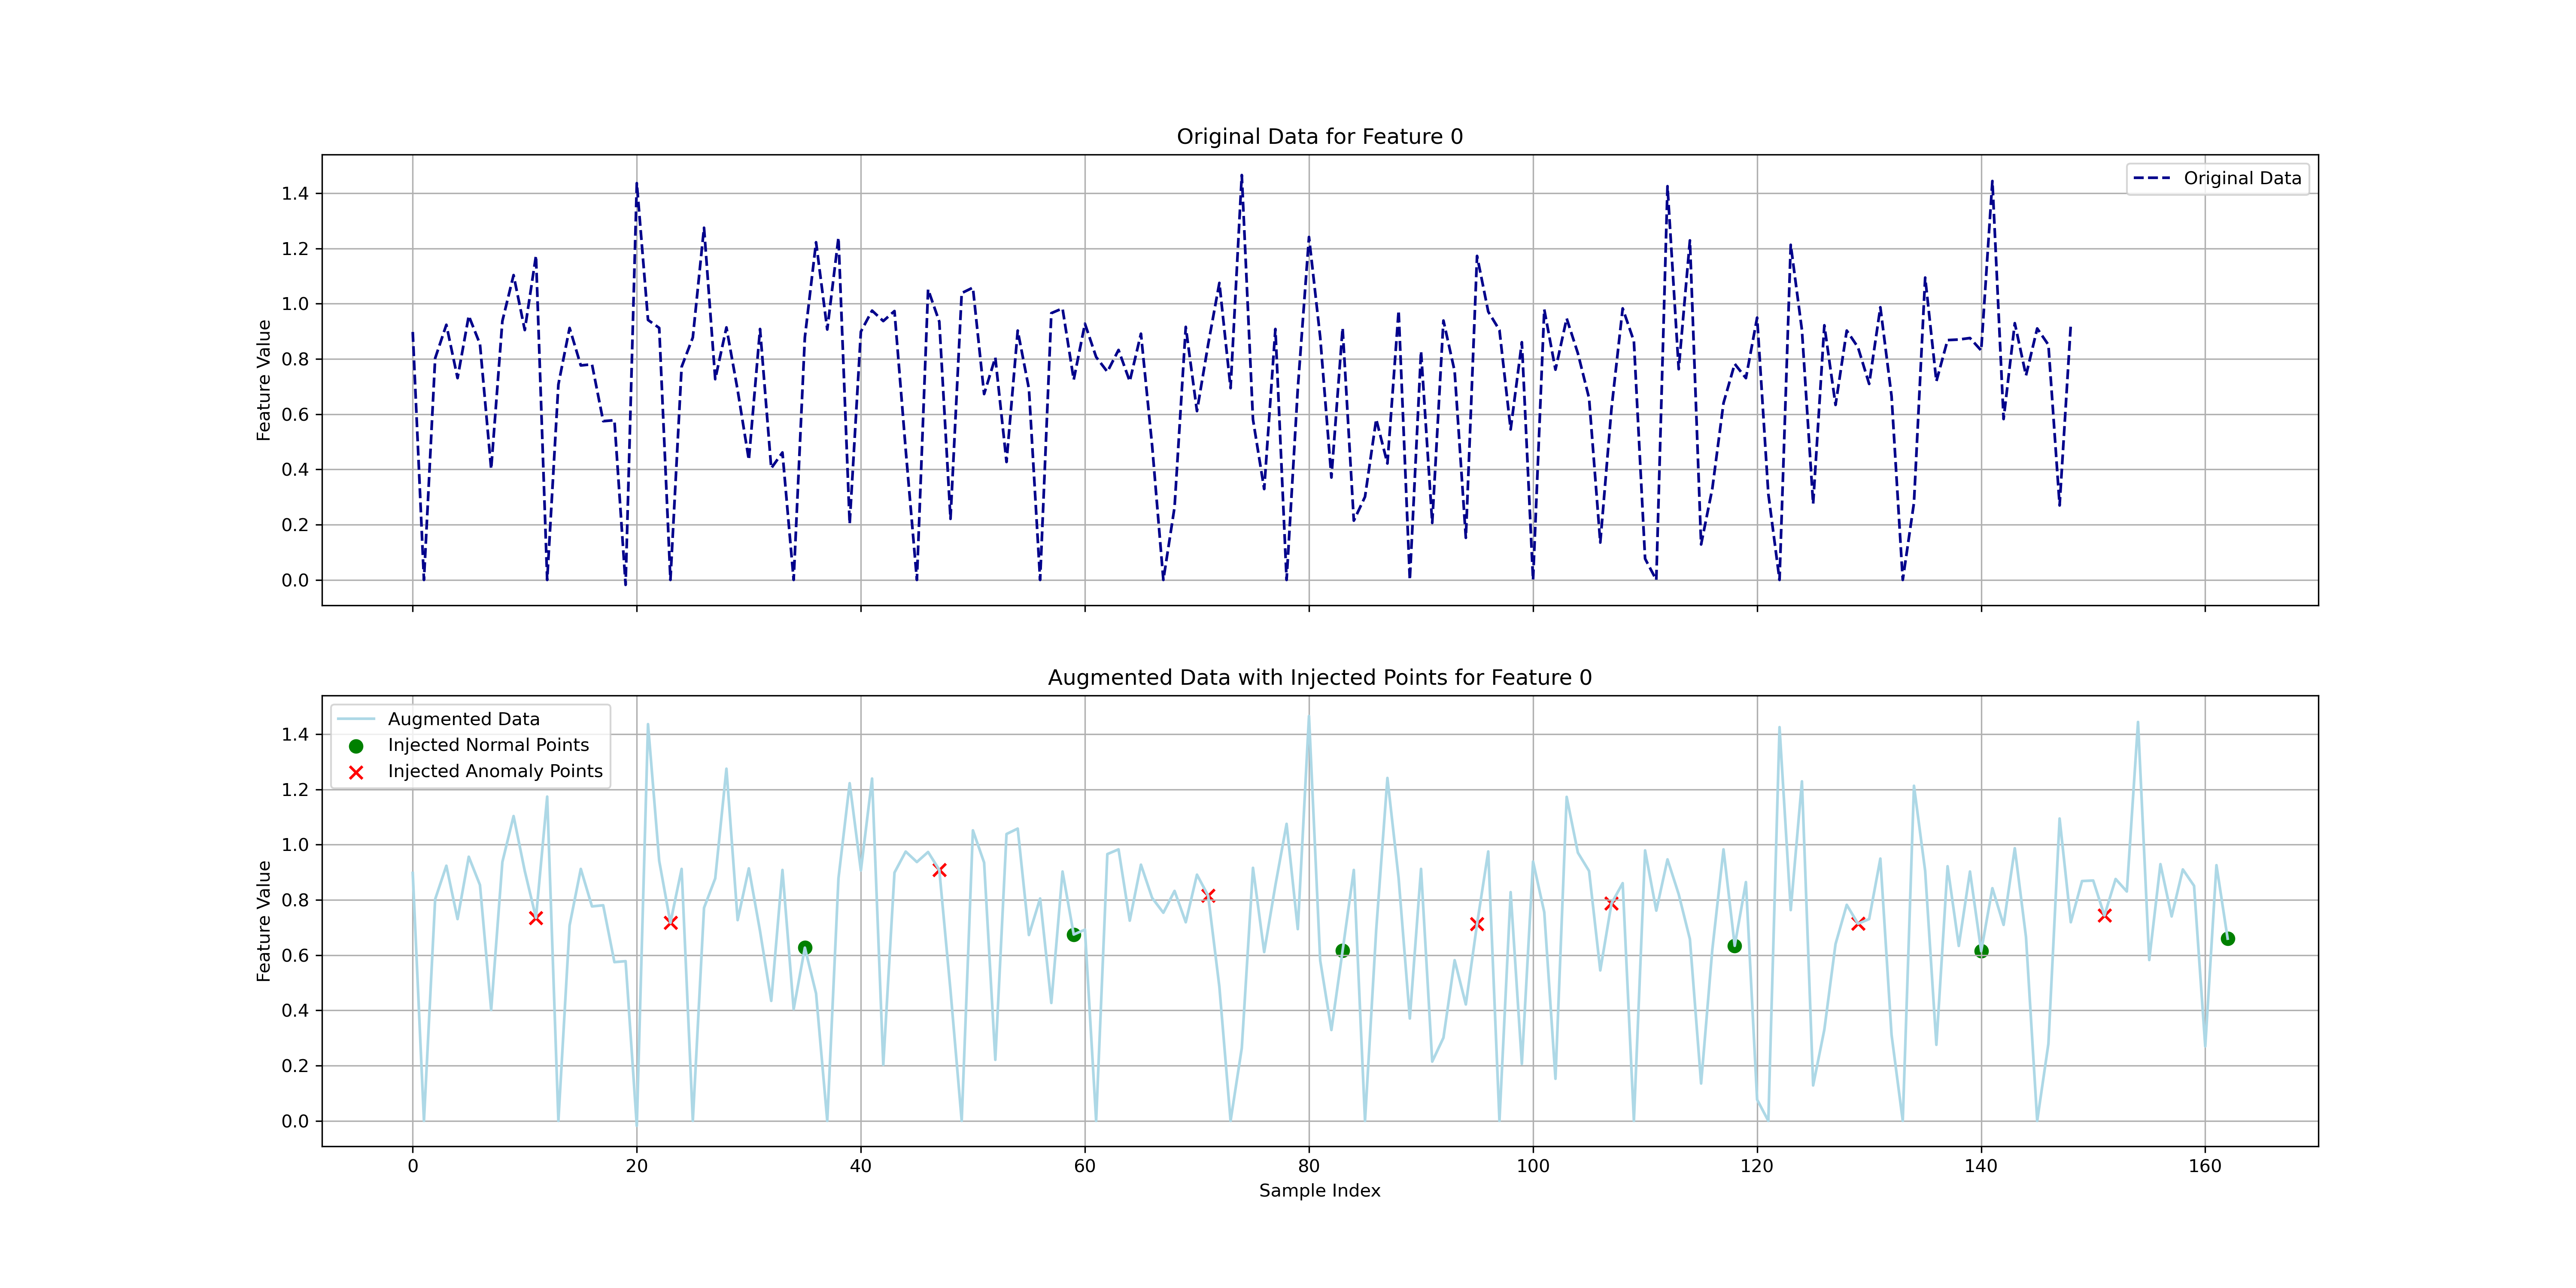 Original Data for Feature 0
Original Data
Feature Value
1.4
1.2
1.0
0.8
0.6
0.4
0.2
0.0
Augmented Data with Injected Points for Feature 0
Augmented Data
Injected Normal Points
Injected Anomaly Points
Feature Value
1.4
1.2
1.0
0.8
0.6
0.4
0.2
0.0
0 20 40 60 80 100 120 140 160
Sample Index